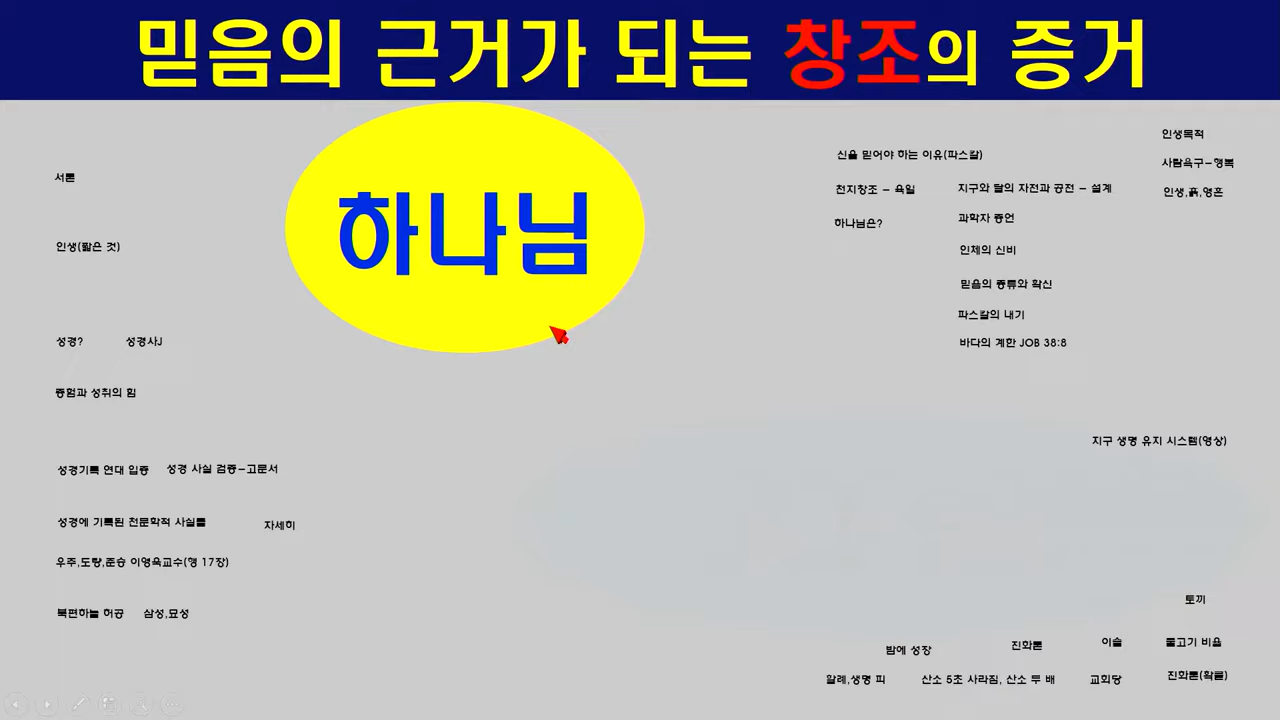 믿음의 근거가 되는 창조의 증거
하나님
서론
인생(짧은 것)
성경? 성경사J
증험과 성취의 힘
성경기록 연대 입증 성경 사실 검증-고문서
성경에 기록된 천문학적 사실들 자세히
우주,도량,준승 이영욱교수(행 17장)
북편하늘 허공 삼성,묘성
신을 믿어야 하는 이유(파스칼)
천지창조 - 욕일
하나님은?
지구와 달의 자전과 공전 - 설계
과학자 증언
인체의 신비
믿음의 종류와 확신
파스칼의 내기
바다의 계한 JOB 38:8
인생목적
사람욕구-행복
인생,흙,영혼
지구 생명 유지 시스템(영상)
토끼
밤에 성장 진화론 이슬 물고기 비율
할례,생명 피 산소 5초 사라짐, 산소 두 배 교회당 진화론(확률)